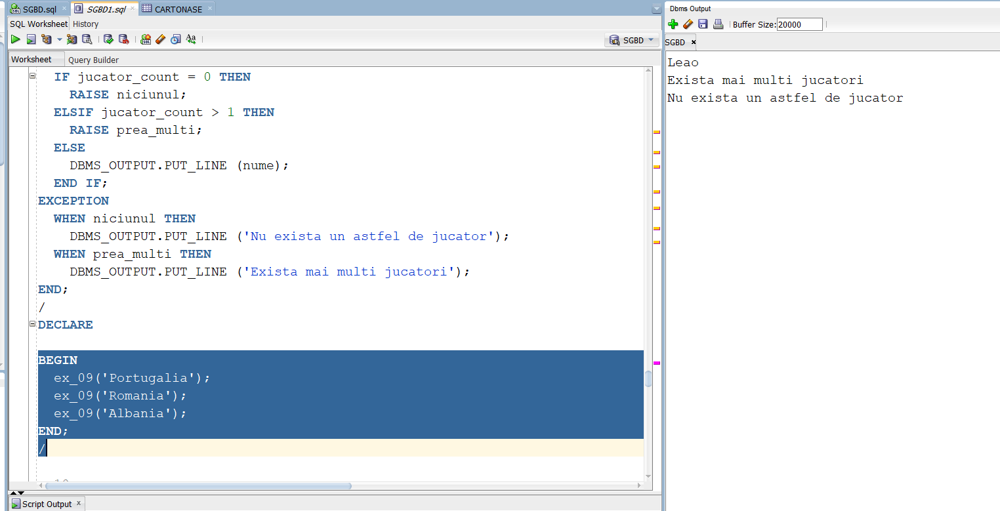 SGBD.sql
SGBD1.sql
CARTONASE
SQL Worksheet History
SGBD
Worksheet Query Builder
IF jucator_count = 0 THEN
RAISE niciunul;
ELSIF jucator_count > 1 THEN
RAISE prea_multi;
ELSE
DBMS_OUTPUT.PUT_LINE (nume);
END IF;
EXCEPTION
WHEN niciunul THEN
DBMS_OUTPUT.PUT_LINE ('Nu exista un astfel de jucator');
WHEN prea_multi THEN
DBMS_OUTPUT.PUT_LINE ('Exista mai multi jucatori');
END;
/
DECLARE
BEGIN
ex_09('Portugalia');
ex_09('Romania');
ex_09('Albania');
END;
/
Script Output x
Dbms Output
Buffer Size: 20000
SGBD x
Leao
Exista mai multi jucatori
Nu exista un astfel de jucator